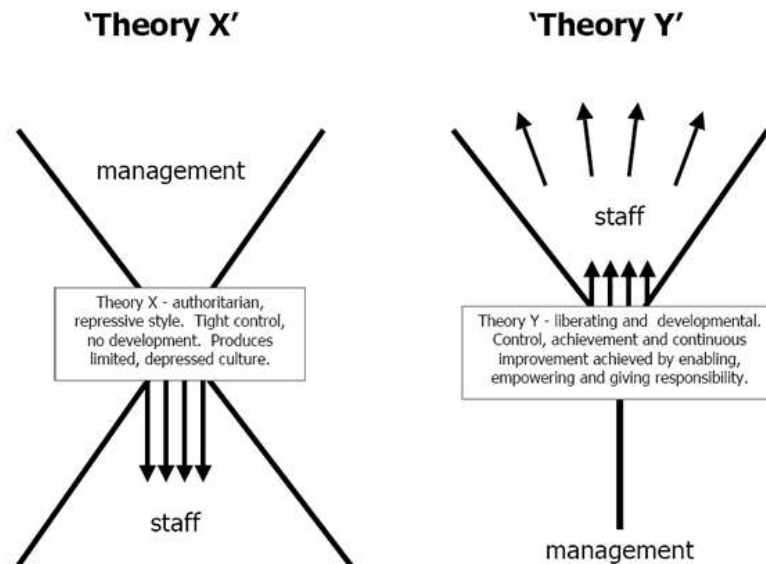 ‘Theory X’
management
Theory X - authoritarian,
repressive style. Tight control,
no development. Produces
limited, depressed culture.
staff
‘Theory Y’
staff
Theory Y - liberating and developmental.
Control, achievement and continuous
improvement achieved by enabling,
empowering and giving responsibility.
management